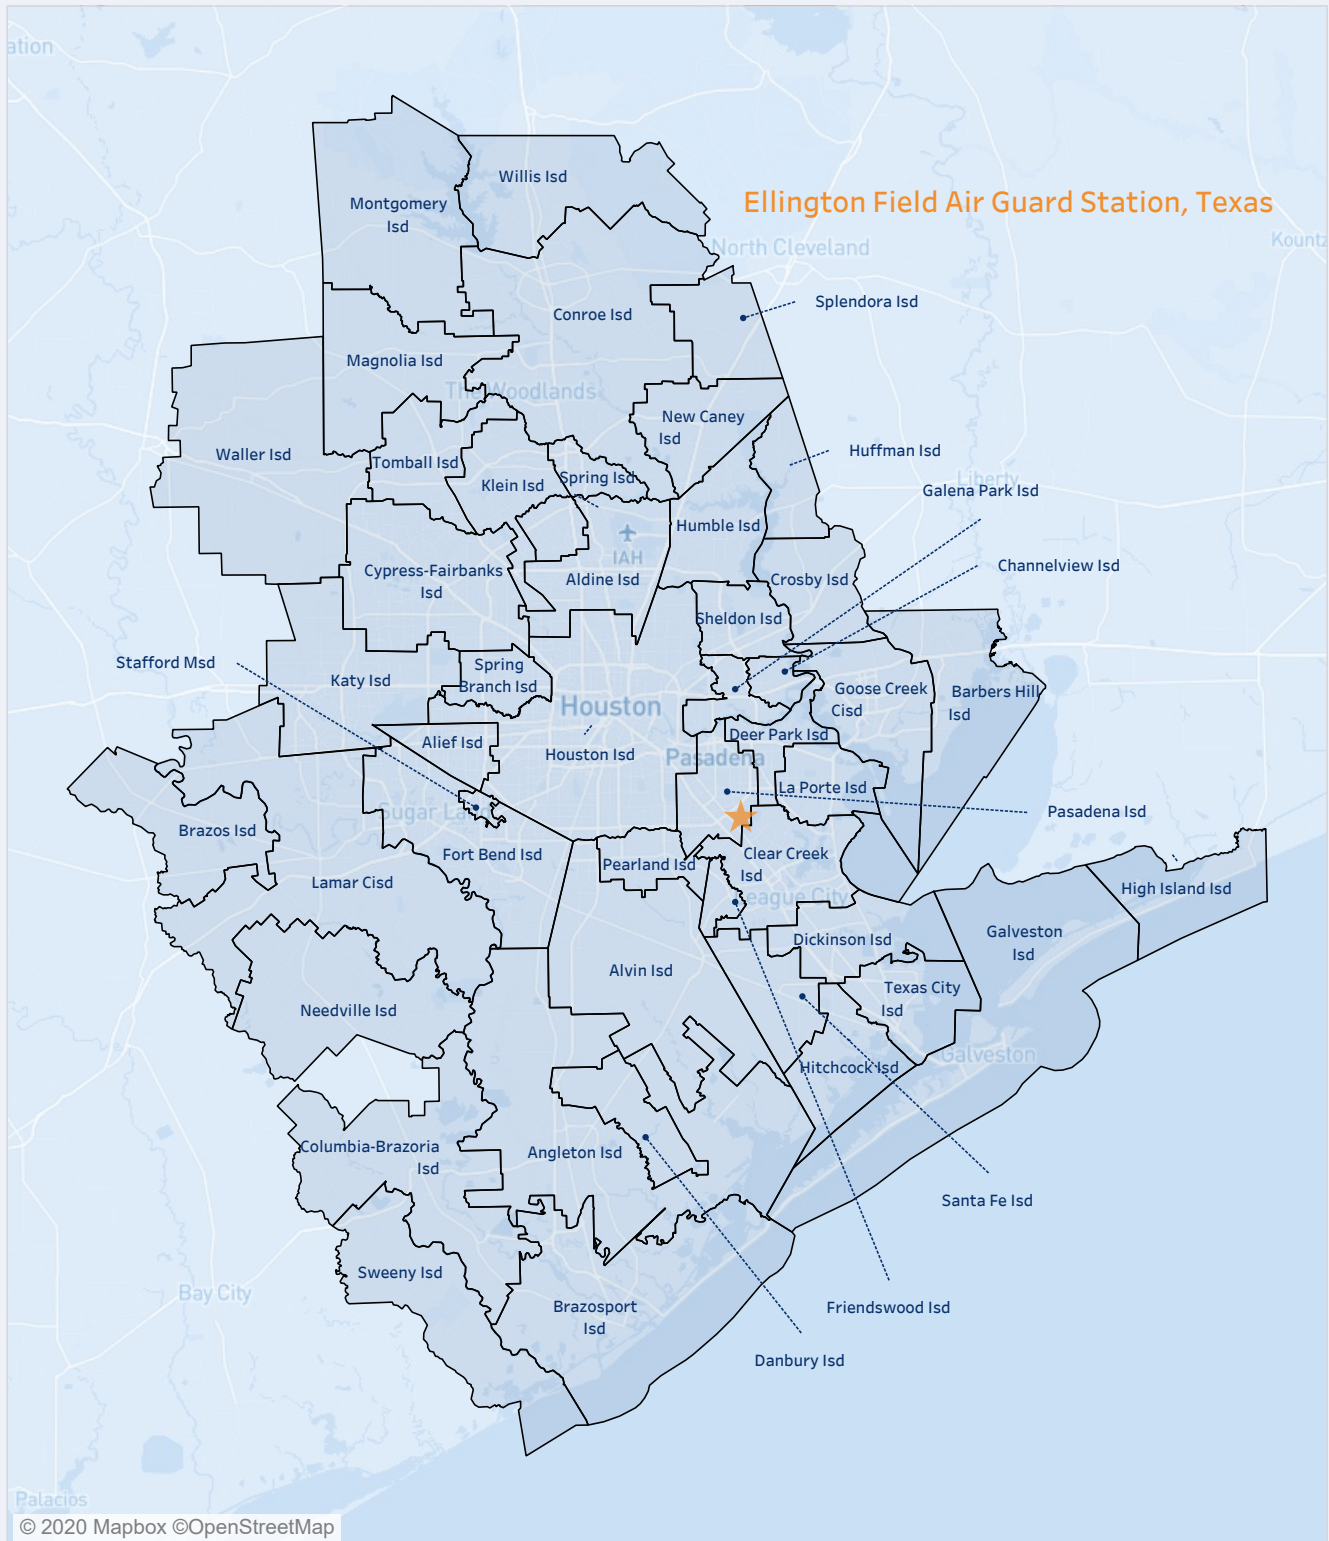 ation
Willis Isd
Montgomery
Isd
Ellington Field Air Guard Station, Texas
Kountz
North Cleveland
Splendora Isd
Conroe Isd
Magnolia Isd
The Woodlands
New Caney
Isd
Waller Isd
Tomball Isd
Klein Isd
Spring Isd
Huffman Isd
Liberty
Galena Park Isd
Humble Isd
IAH
Cypress-Fairbanks
Isd
Aldine Isd
Crosby Isd
Channelview Isd
Sheldon Isd
Stafford Msd
Katy Isd
Spring
Branch Isd
Goose Creek
Cisd
Barbers Hill
Isd
Houston
Alief Isd
Houston Isd
Deer Park Isd
Pasadena
La Porte Isd
Pasadena Isd
Sugar Land
Brazos Isd
Fort Bend Isd
Pearland Isd
Clear Creek
Isd
Lamar Cisd
League City
High Island Isd
Dickinson Isd
Galveston
Isd
Alvin Isd
Texas City
Isd
Needville Isd
Galveston
Hitchcock Isd
Columbia-Brazoria
Isd
Angleton Isd
Santa Fe Isd
Sweeny Isd
Bay City
Brazosport
Isd
Friendswood Isd
Danbury Isd
Palacios
© 2020 Mapbox ©OpenStreetMap